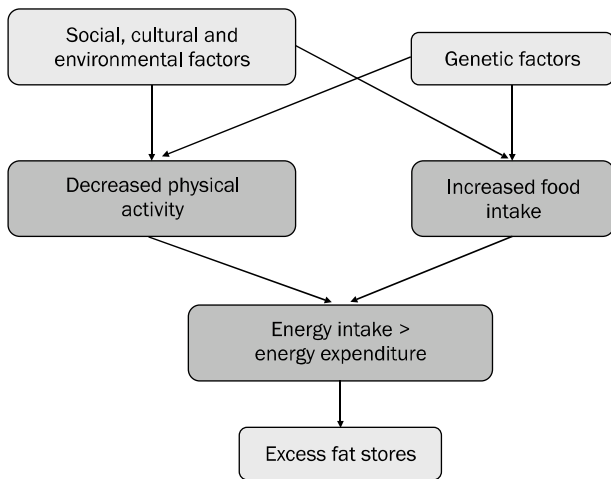 Social, cultural and
environmental factors
Genetic factors
Decreased physical
activity
Increased food
intake
Energy intake >
energy expenditure
Excess fat stores